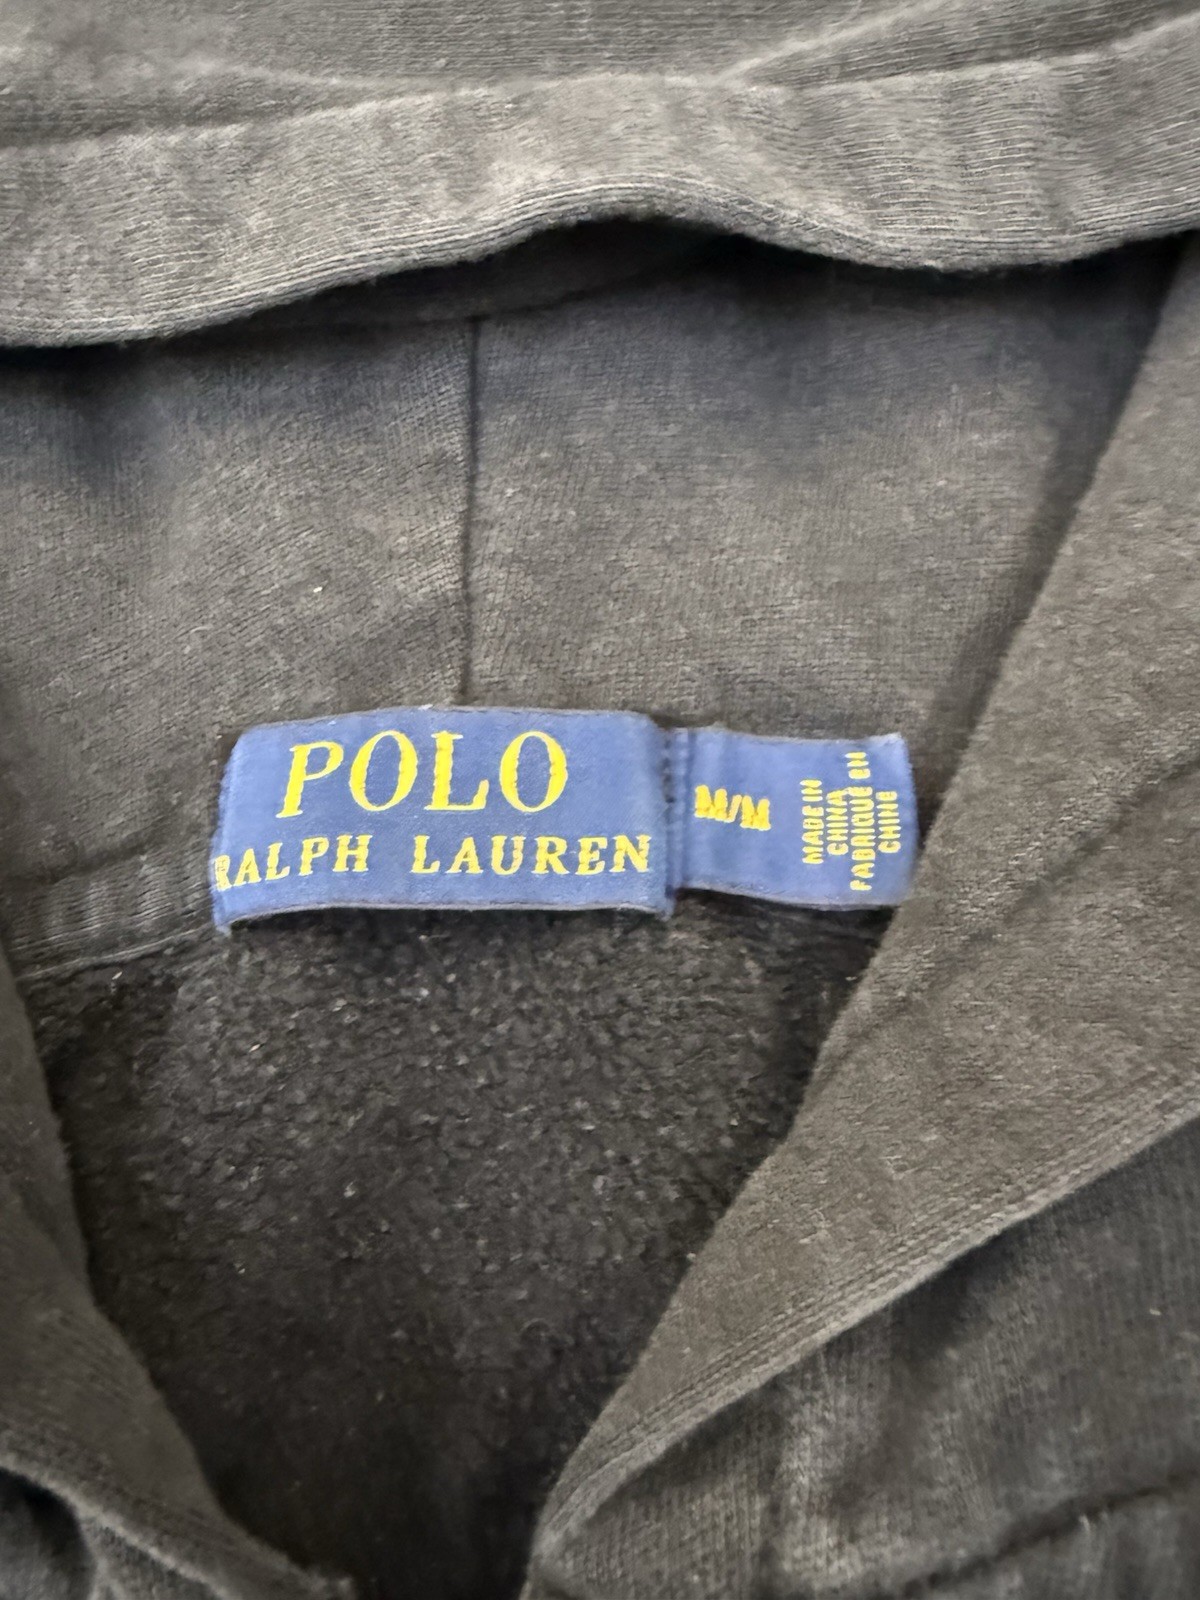 POLO
RALPH LAUREN
M/M
MADE IN
CHINA
FABRIQUÉ EN
CHINE